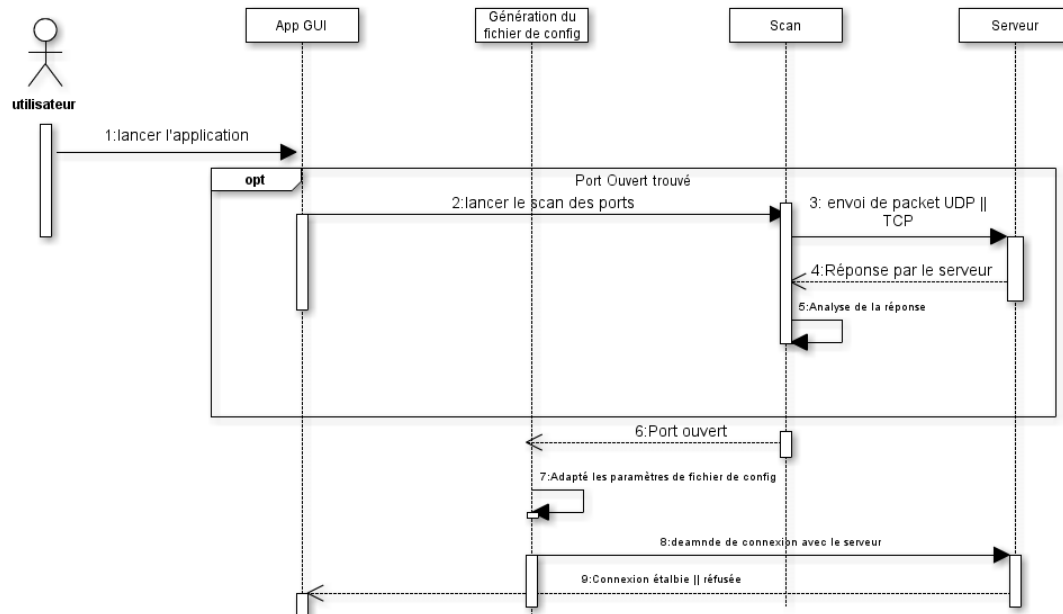 App GUI
Génération du
fichier de config
Scan
Serveur
utilisateur
1:lancer l'application
opt
Port Ouvert trouvé
2:lancer le scan des ports
3: envoi de packet UDP ||
TCP
4:Réponse par le serveur
5:Analyse de la réponse
6:Port ouvert
7:Adapté les paramètres de fichier de config
8:deamnde de connexion avec le serveur
9:Connexion étalbie || réfusée